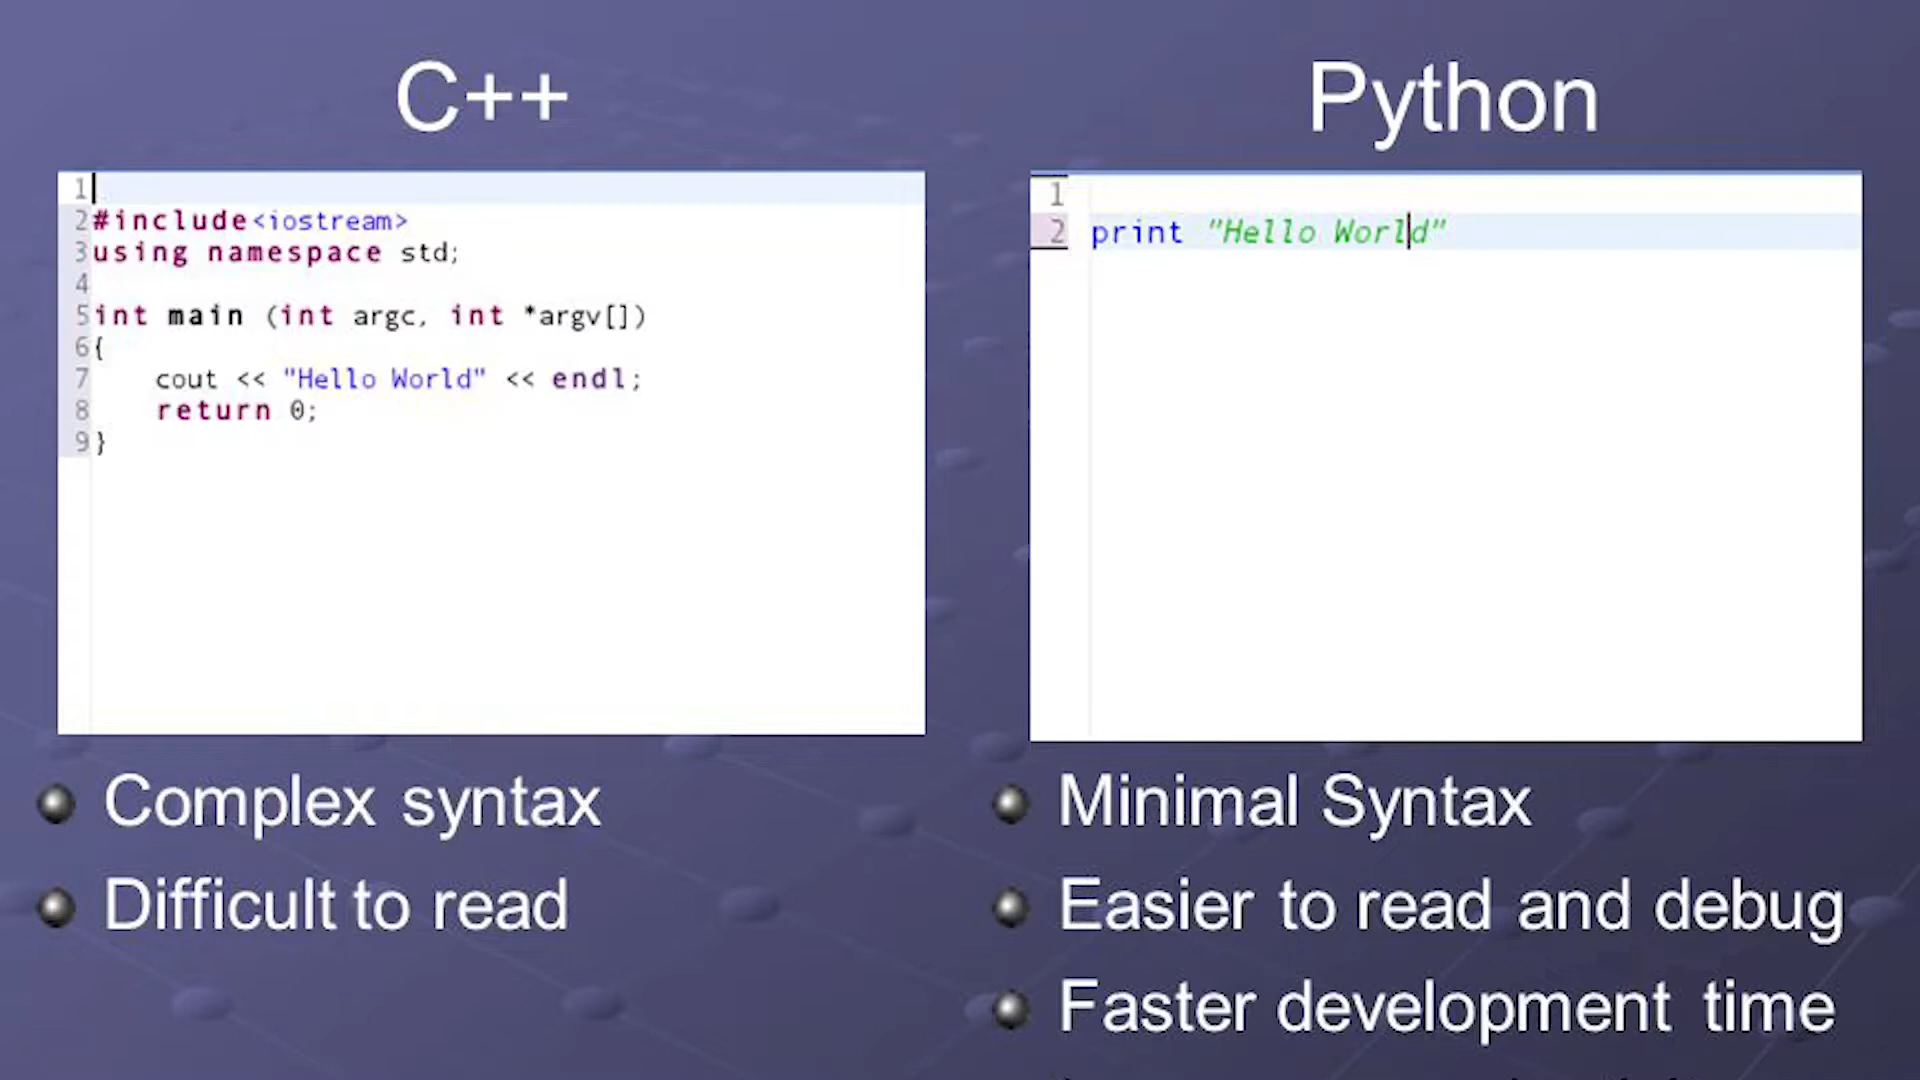 C++
1
2 #include<iostream>
3 using namespace std;
4
5 int main (int argc, int *argv[])
6 {
7 cout << "Hello World" << endl;
8 return 0;
9 }
Complex syntax
Difficult to read
Python
1
2 print "Hello World"
Minimal Syntax
Easier to read and debug
Faster development time